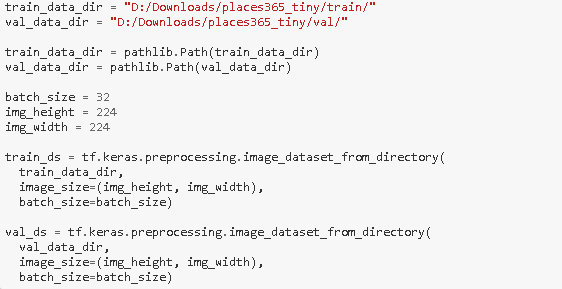 train_data_dir = "D:/Downloads/places365_tiny/train/"
val_data_dir = "D:/Downloads/places365_tiny/val/"
train_data_dir = pathlib.Path(train_data_dir)
val_data_dir = pathlib.Path(val_data_dir)
batch_size = 32
img_height = 224
img_width = 224
train_ds = tf.keras.preprocessing.image_dataset_from_directory(
  train_data_dir,
  image_size=(img_height, img_width),
  batch_size=batch_size)
val_ds = tf.keras.preprocessing.image_dataset_from_directory(
  val_data_dir,
  image_size=(img_height, img_width),
  batch_size=batch_size)